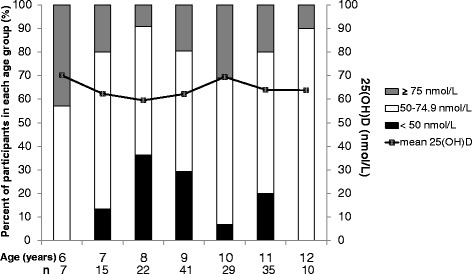 Percent of participants in each age group (%)
100
90
80
70
60
50
40
30
20
10
0
100
90
80
70
60
50
40
30
20
10
0
25(OH)D (nmol/L)
≥ 75 nmol/L
50-74.9 nmol/L
< 50 nmol/L
mean 25(OH)D
Age (years) 6 7 8 9 10 11 12
n 7 15 22 41 29 35 10